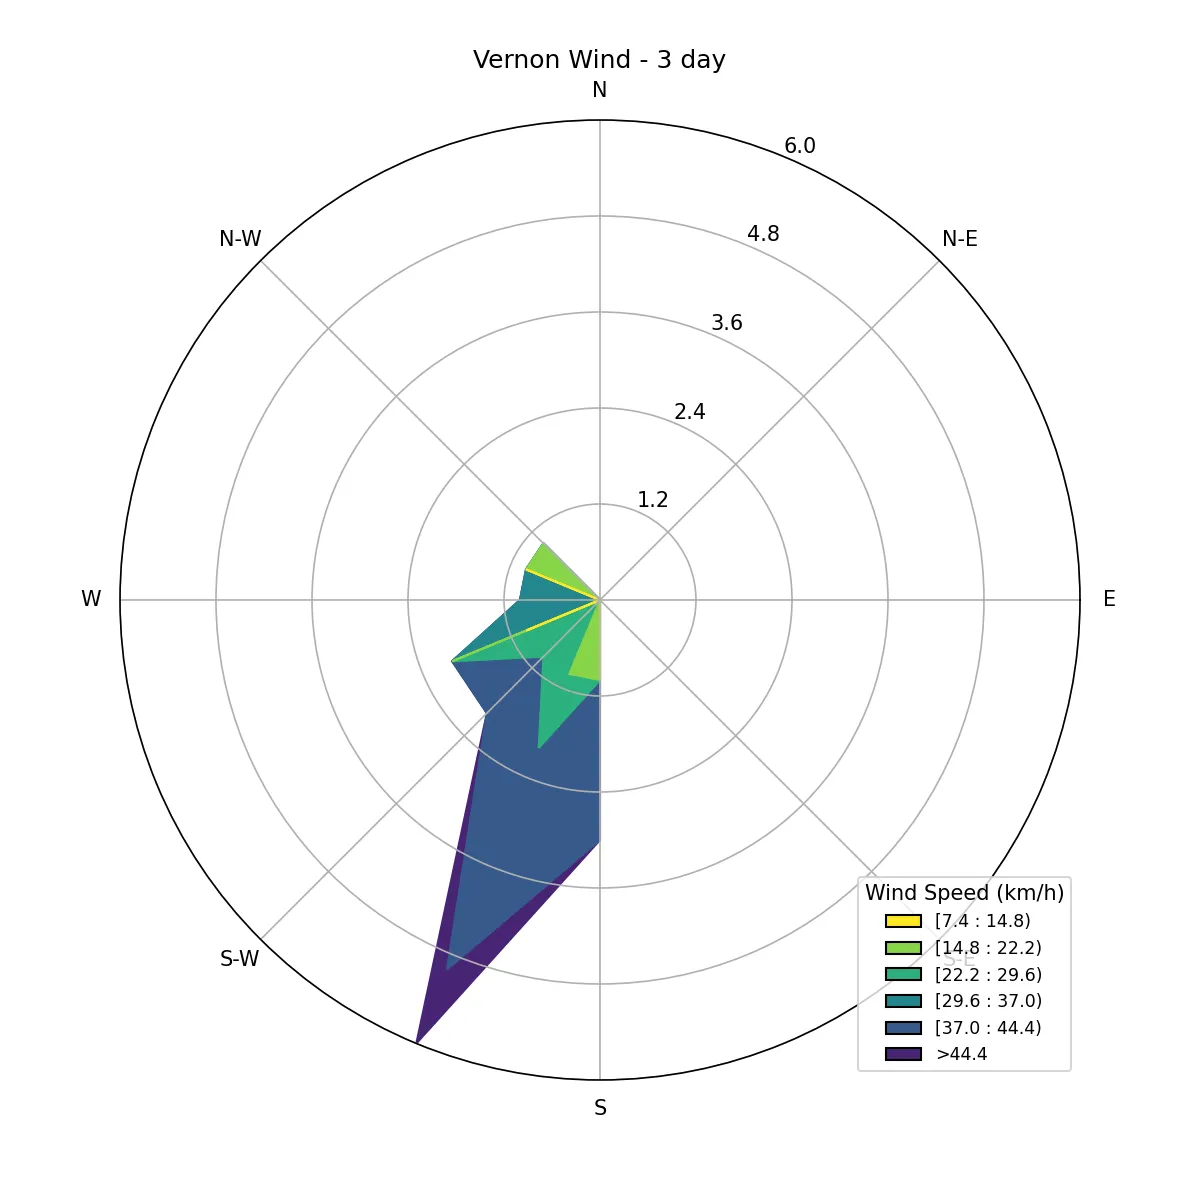 Vernon Wind - 3 day
N
6.0
4.8
N-W
N-E
3.6
2.4
1.2
W
E
Wind Speed (km/h)
[7.4 : 14.8)
[14.8 : 22.2)
[22.2 : 29.6)
[29.6 : 37.0)
[37.0 : 44.4)
>44.4
S-W
S-E
S